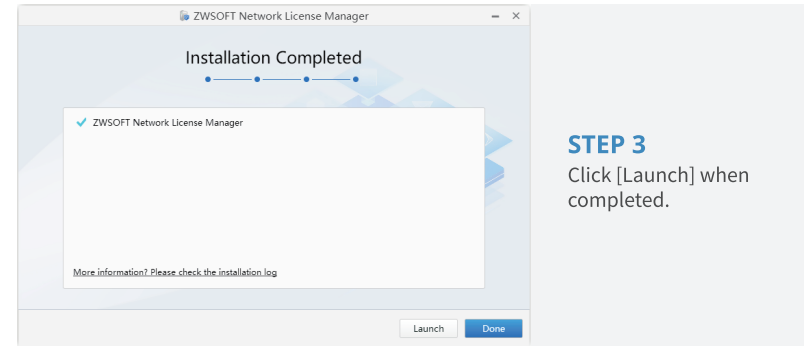 ZWSOFT Network License Manager
Installation Completed
ZWSOFT Network License Manager
More information? Please check the installation log
Launch
Done
STEP 3
Click [Launch] when
completed.